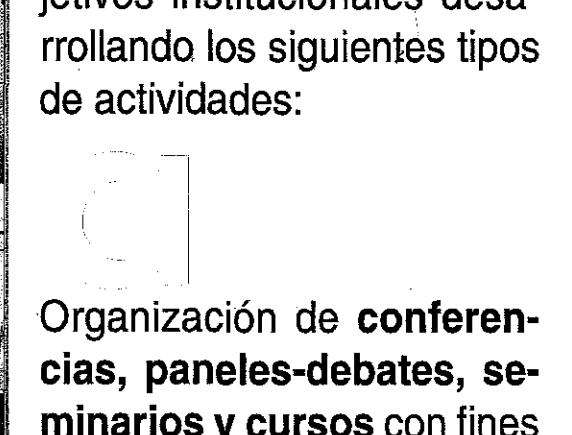 jetivos institucionales desa-
rrollando los siguientes tipos
de actividades:
a
Organización de conferen-
cias, paneles-debates, se-
minarios y cursos con fines